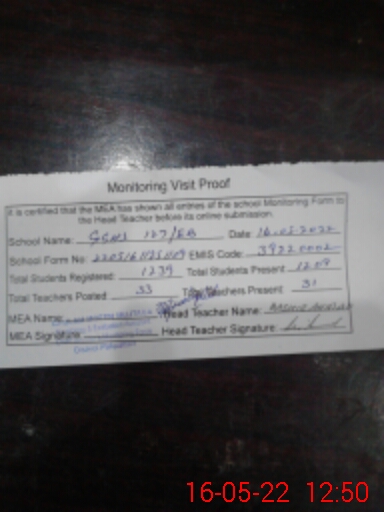 Monitoring Visit Proof
It is certified that the MEA has shown all entries of the school Monitoring Form to
the Head Teacher before its online submission.
School Name: 127/EB Date: 16-05-2022
School Form No: EMIS Code: 39220002
Total Students Registered: 1239 Total Students Present: 1209
Total Teachers Posted: 33 Total Teachers Present: 31
MEA Name: Head Teacher Name:
MEA Signature: Head Teacher Signature:
16-05-22 12:50